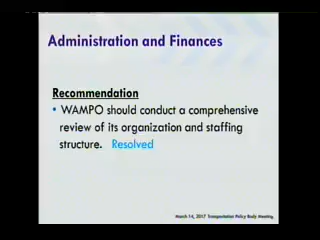 Administration and Finances
Recommendation
• WAMPO should conduct a comprehensive
review of its organization and staffing
structure. Resolved
March 14, 2017 Transportation Policy Body Meeting